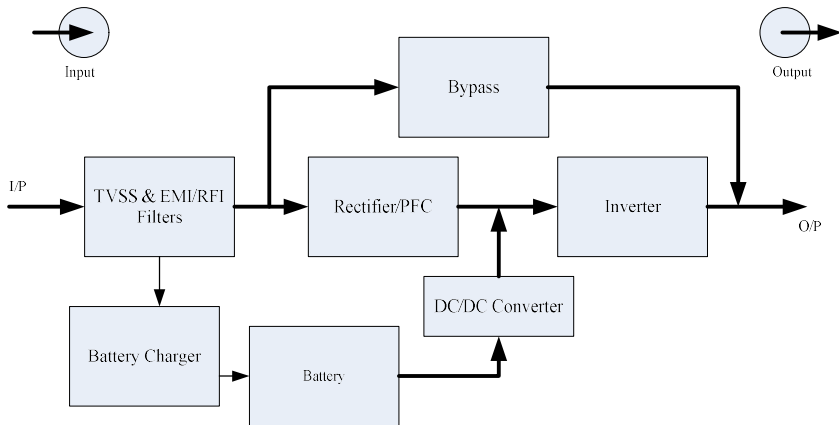 Input
Output
Bypass
I/P
TVSS & EMI/RFI
Filters
Rectifier/PFC
Inverter
O/P
DC/DC Converter
Battery Charger
Battery